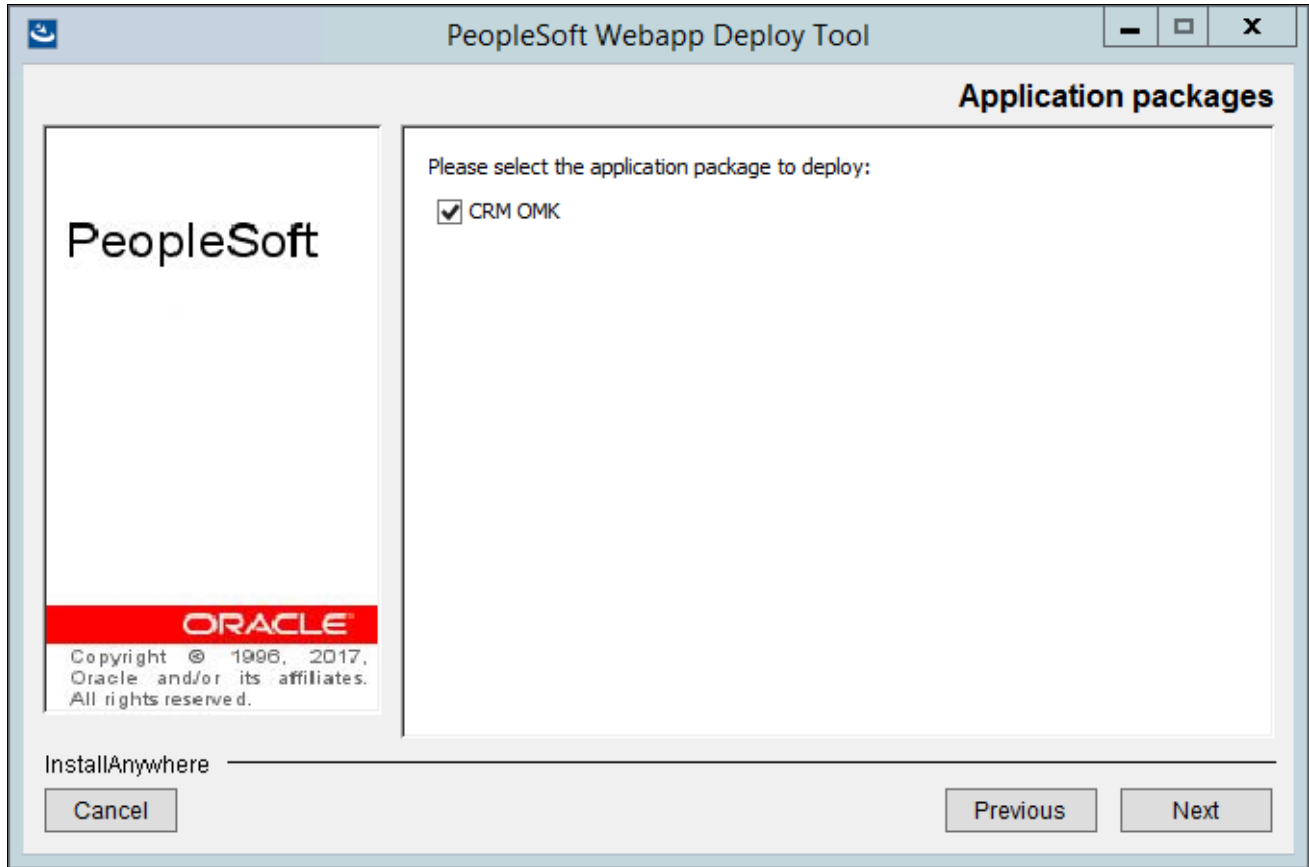 PeopleSoft Webapp Deploy Tool
Application packages
PeopleSoft
ORACLE
Copyright © 1996, 2017,
Oracle and/or its affiliates.
All rights reserved.
Please select the application package to deploy:
CRM OMK
InstallAnywhere
Cancel
Previous
Next